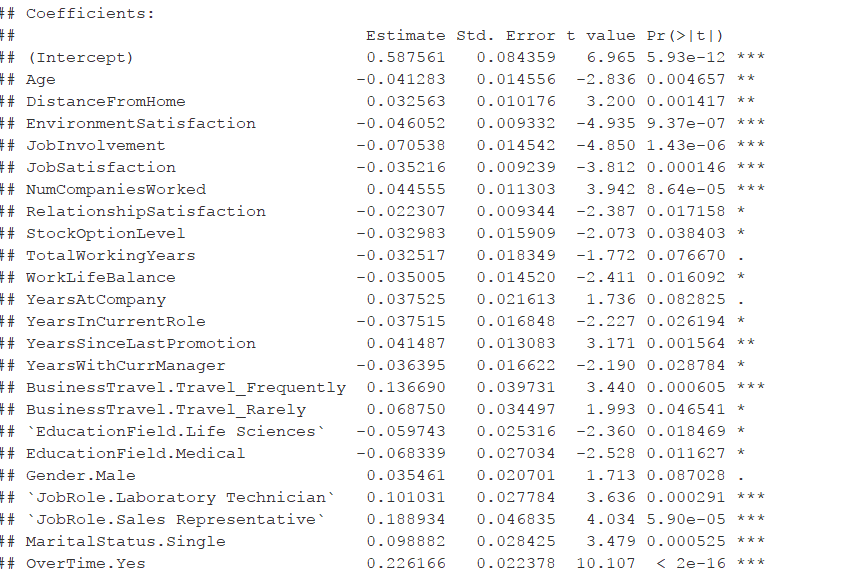 ## Coefficients:
## Estimate Std. Error t value Pr(>|t|)
## (Intercept) 0.587561 0.084359 6.965 5.93e-12 ***
## Age -0.041283 0.014556 -2.836 0.004657 **
## DistanceFromHome 0.032563 0.010176 3.200 0.001417 **
## EnvironmentSatisfaction -0.046052 0.009332 -4.935 9.37e-07 ***
## JobInvolvement -0.070538 0.014542 -4.850 1.43e-06 ***
## JobSatisfaction -0.035216 0.009239 -3.812 0.000146 ***
## NumCompaniesWorked 0.044555 0.011303 3.942 8.64e-05 ***
## RelationshipSatisfaction -0.022307 0.009344 -2.387 0.017158 *
## StockOptionLevel -0.032983 0.015909 -2.073 0.038403 *
## TotalWorkingYears -0.032517 0.018349 -1.772 0.076670 .
## WorkLifeBalance -0.035005 0.014520 -2.411 0.016092 *
## YearsAtCompany 0.037525 0.021613 1.736 0.082825 .
## YearsInCurrentRole -0.037515 0.016848 -2.227 0.026194 *
## YearsSinceLastPromotion 0.041487 0.013083 3.171 0.001564 **
## YearsWithCurrManager -0.036395 0.016622 -2.190 0.028784 *
## BusinessTravel.Travel_Frequently 0.136690 0.039731 3.440 0.000605 ***
## BusinessTravel.Travel_Rarely 0.068750 0.034497 1.993 0.046541 *
## `EducationField.Life Sciences` -0.059743 0.025316 -2.360 0.018469 *
## EducationField.Medical -0.068339 0.027034 -2.528 0.011627 *
## Gender.Male 0.035461 0.020701 1.713 0.087028 .
## `JobRole.Laboratory Technician` 0.101031 0.027784 3.636 0.000291 ***
## `JobRole.Sales Representative` 0.188934 0.046835 4.034 5.90e-05 ***
## MaritalStatus.Single 0.098882 0.028425 3.479 0.000525 ***
## OverTime.Yes 0.226166 0.022378 10.107 < 2e-16 ***